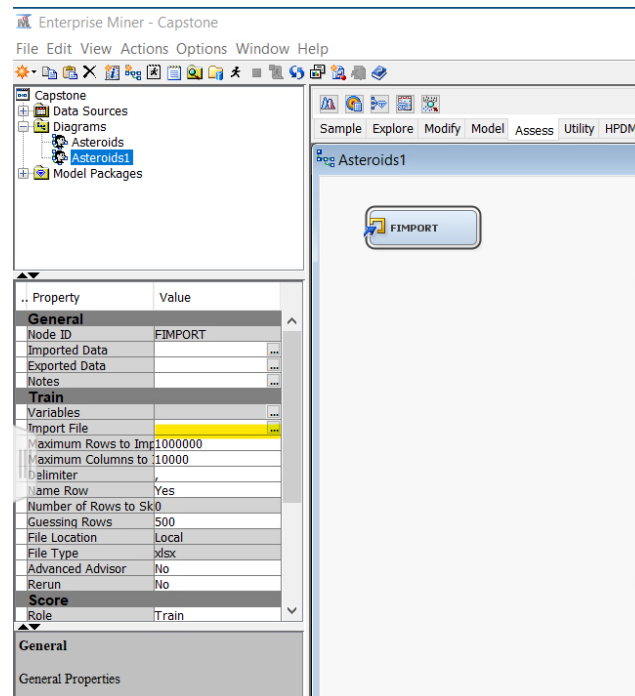 Enterprise Miner - Capstone
File Edit View Actions Options Window Help
Capstone
Data Sources
Diagrams
Asteroids
Asteroids1
Model Packages
Sample Explore Modify Model Assess Utility HPDM
Asteroids1
FIMPORT
.. Property Value
General
Node ID FIMPORT
Imported Data ...
Exported Data ...
Notes ...
Train
Variables ...
Import File ...
Maximum Rows to Imp 1000000
Maximum Columns to 10000
Delimiter ,
Name Row Yes
Number of Rows to Sk 0
Guessing Rows 500
File Location Local
File Type xlsx
Advanced Advisor No
Rerun No
Score
Role Train
General
General Properties